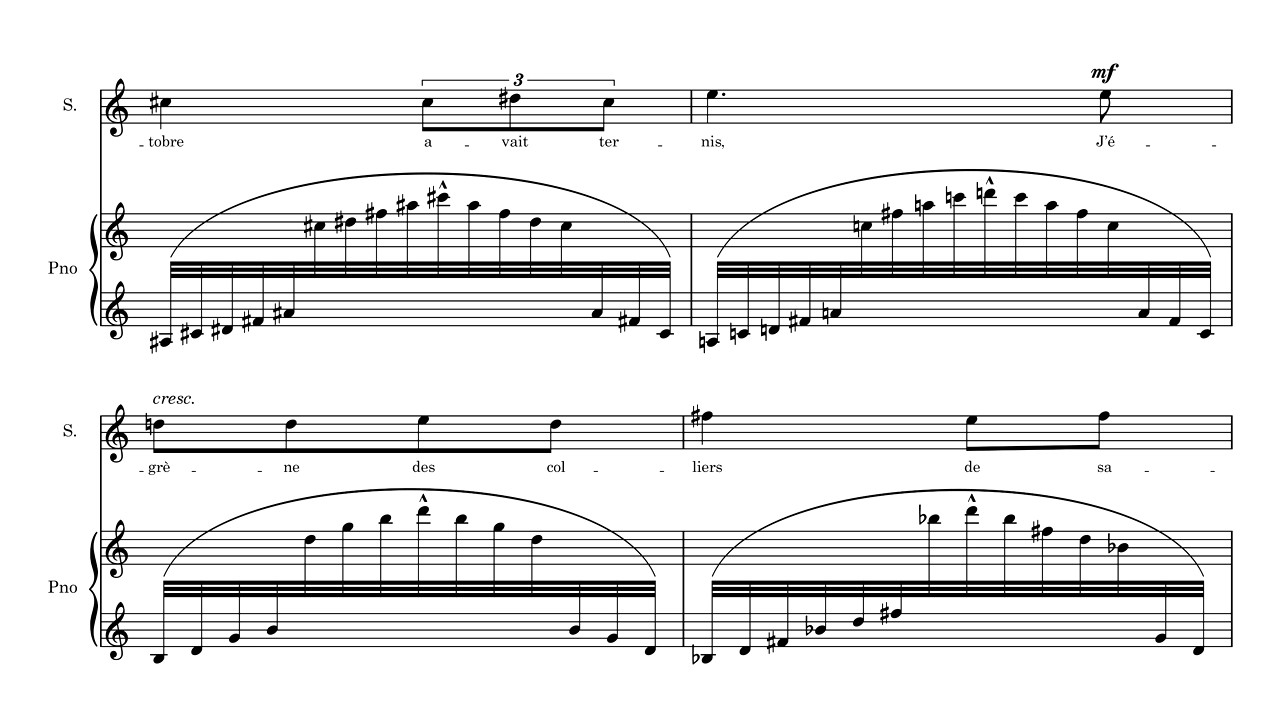 3 mf
S.
- tobre a - vait ter - nis, J'é - -
Pno
cresc.
S.
- grè - ne des col - - liers de sa - -
Pno